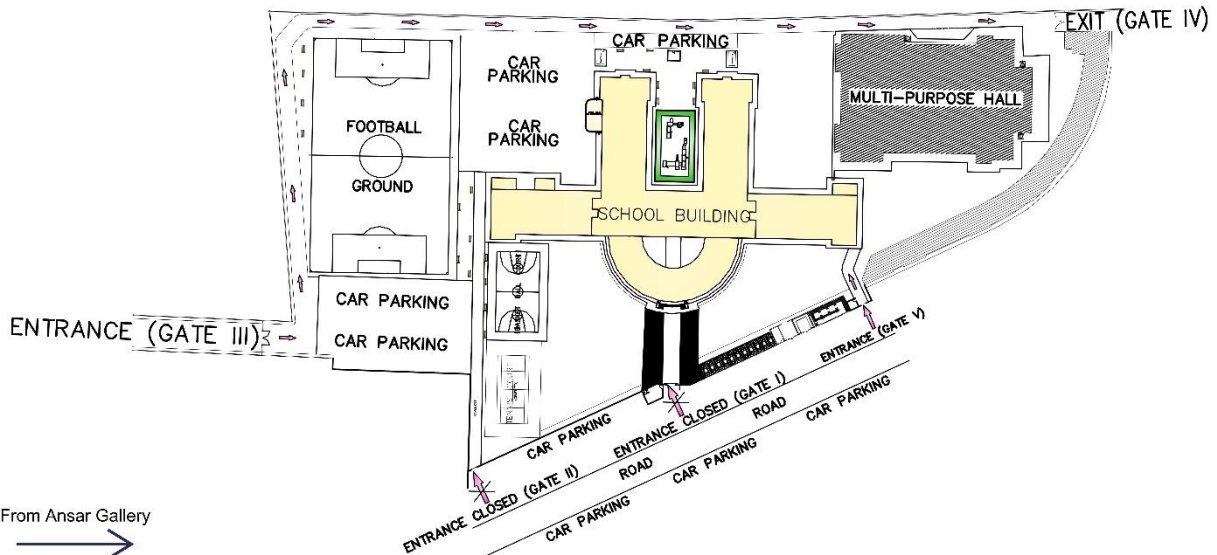 EXIT (GATE IV)
CAR PARKING
CAR
PARKING
MULTI-PURPOSE HALL
FOOTBALL
CAR
PARKING
GROUND
SCHOOL BUILDING
CAR PARKING
ENTRANCE (GATE III)
CAR PARKING
ENTRANCE (GATE V)
ENTRANCE CLOSED (GATE I)
ROAD
CAR PARKING
CAR PARKING
ENTRANCE CLOSED (GATE II)
ROAD
CAR PARKING
CAR PARKING
From Ansar Gallery